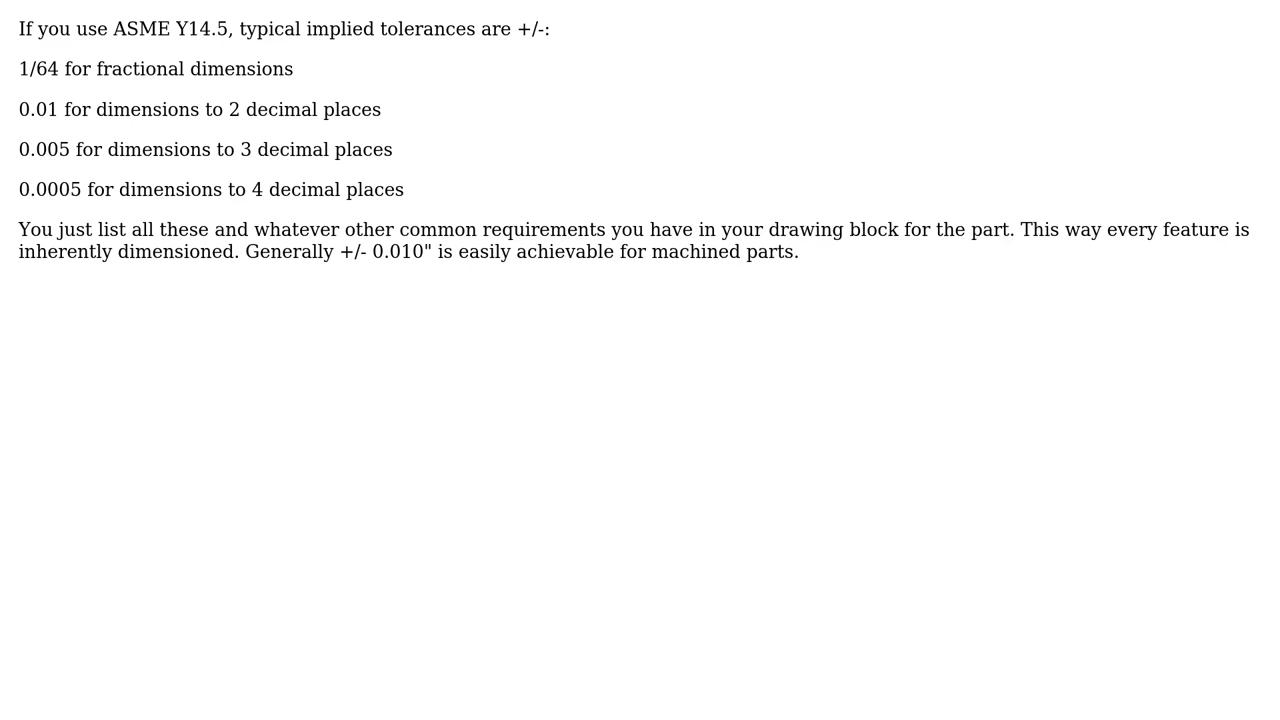 If you use ASME Y14.5, typical implied tolerances are +/-:
1/64 for fractional dimensions
0.01 for dimensions to 2 decimal places
0.005 for dimensions to 3 decimal places
0.0005 for dimensions to 4 decimal places
You just list all these and whatever other common requirements you have in your drawing block for the part. This way every feature is
inherently dimensioned. Generally +/- 0.010" is easily achievable for machined parts.